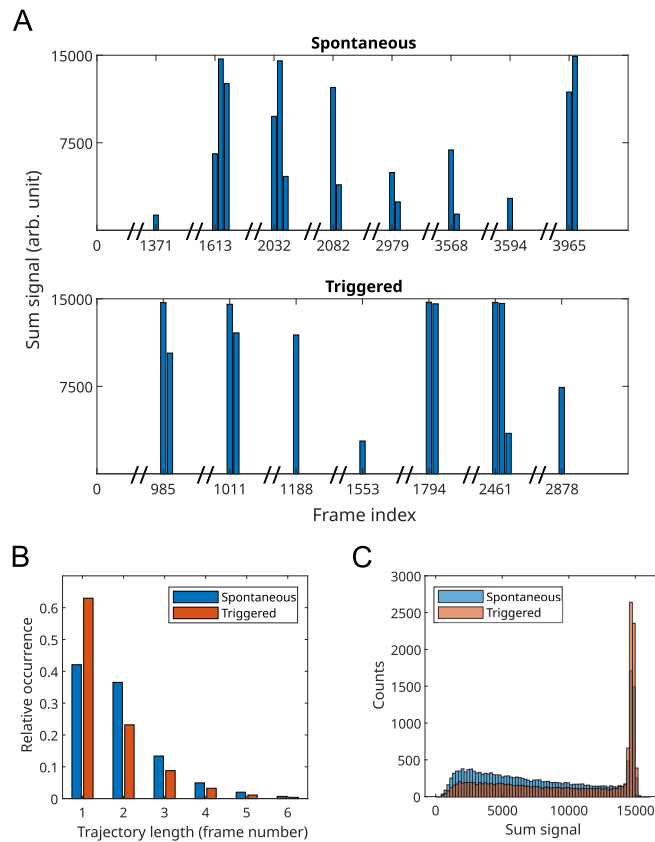 A
Spontaneous
15000
7500
0 1371 1613 2032 2082 2979 3568 3594 3965
Sum signal (arb. unit)
Triggered
15000
7500
0 985 1011 1188 1553 1794 2461 2878
Frame index
B
Relative occurrence
0.6
0.5
0.4
0.3
0.2
0.1
0
Spontaneous
Triggered
1 2 3 4 5 6
Trajectory length (frame number)
C
Counts
3000
2500
2000
1500
1000
500
0
Spontaneous
Triggered
0 5000 10000 15000
Sum signal